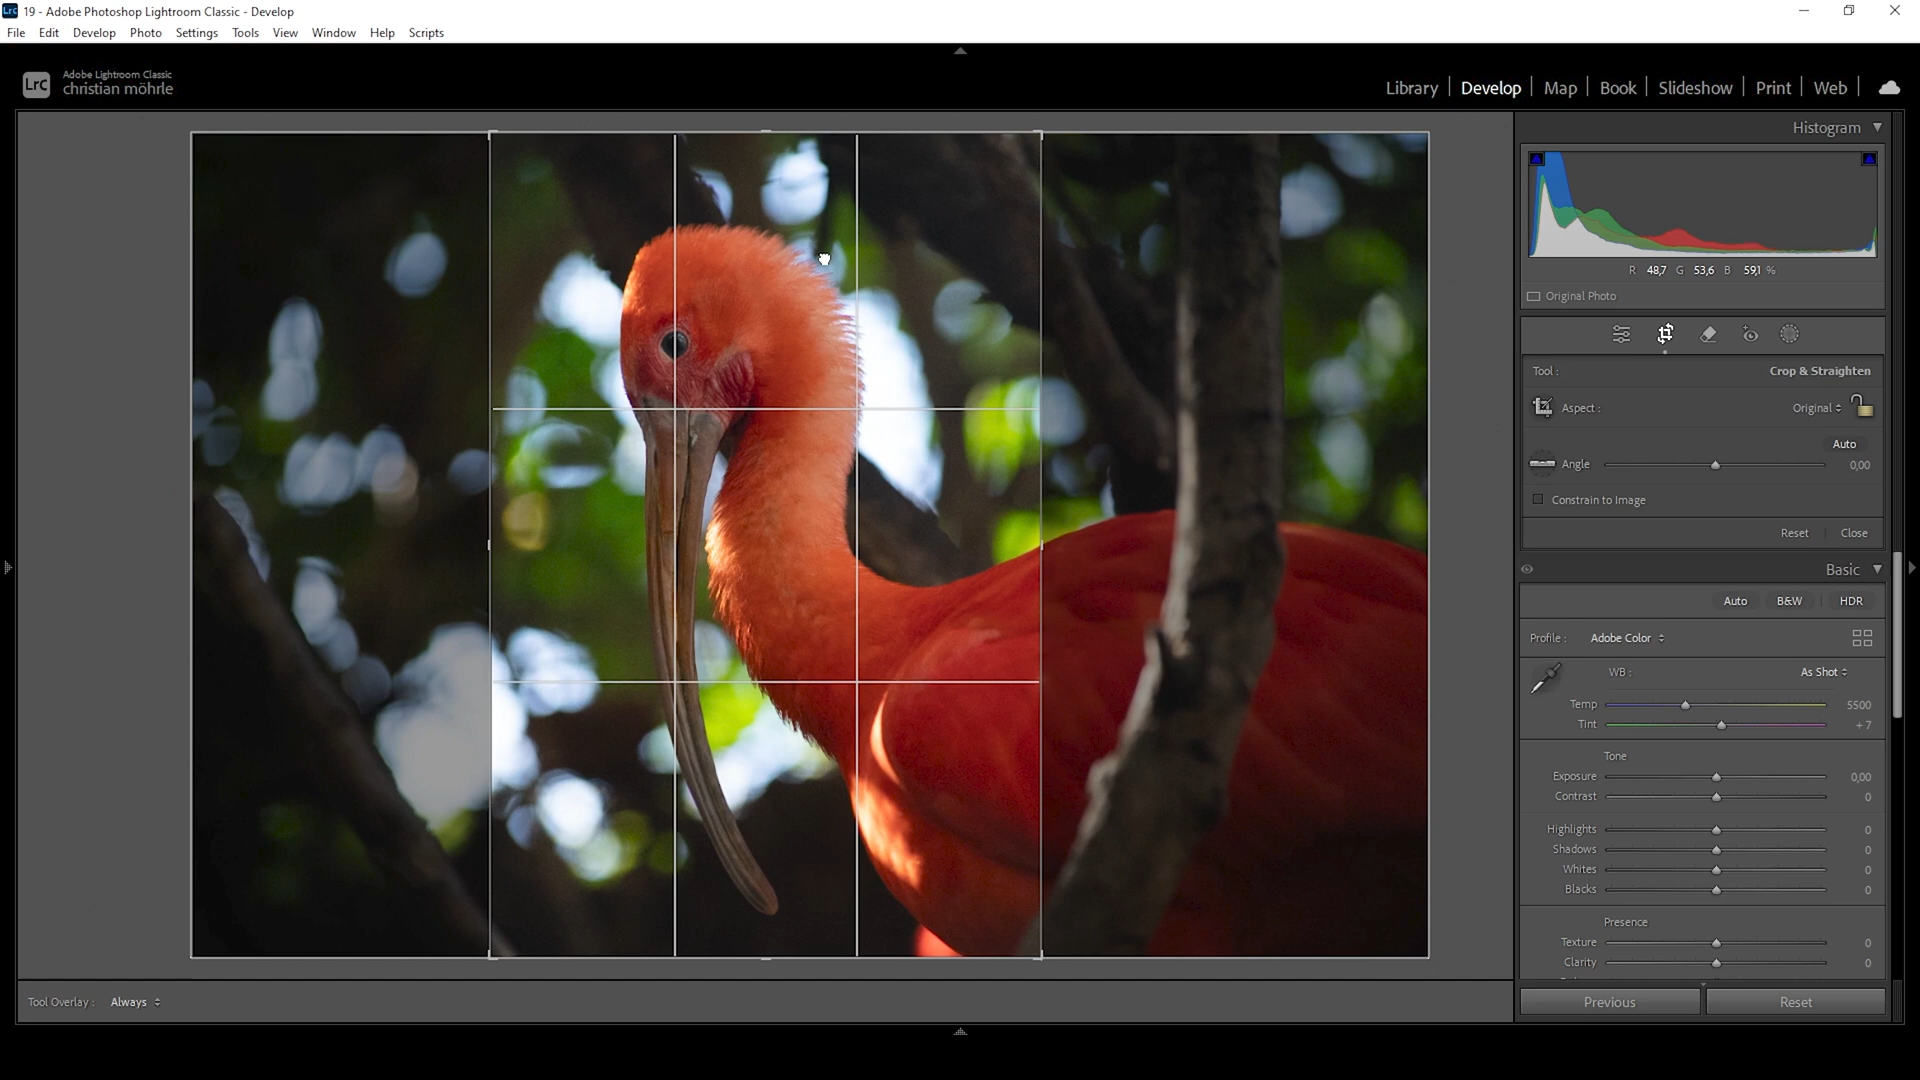 19 - Adobe Photoshop Lightroom Classic - Develop
File Edit Develop Photo Settings Tools View Window Help Scripts
LrC Adobe Lightroom Classic
christian möhrle
Library Develop Map Book Slideshow Print Web
Histogram
R 48,7 G 53,6 B 59,1 %
Original Photo
Tool : Crop & Straighten
Aspect : Original
Auto
Angle 0,00
Constrain to Image
Reset Close
Basic
Auto B&W HDR
Profile : Adobe Color
WB : As Shot
Temp 5500
Tint + 7
Tone
Exposure 0,00
Contrast 0
Highlights 0
Shadows 0
Whites 0
Blacks 0
Presence
Texture 0
Clarity 0
Tool Overlay : Always
Previous Reset